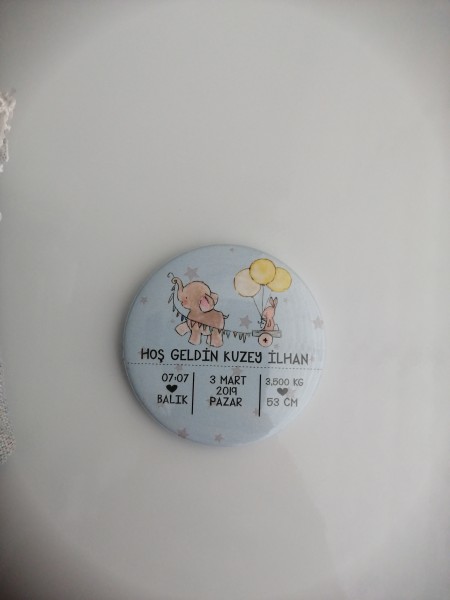 HOŞ GELDİN KUZEY İLHAN
07:07
BALIK
3 MART
2019
PAZAR
3,500 KG
53 CM